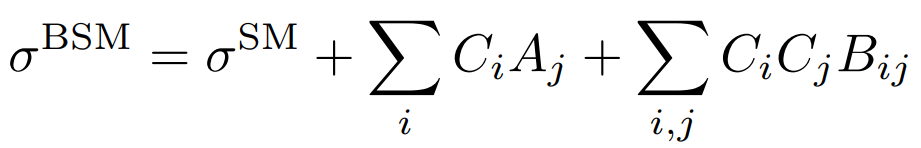 σ^BSM = σ^SM + ∑_i C_i A_j + ∑_{i,j} C_i C_j B_{ij}